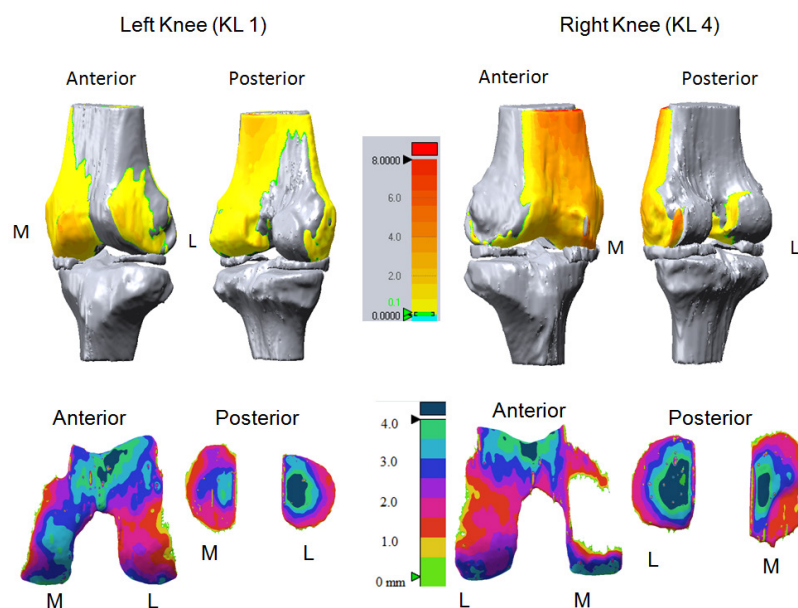 Left Knee (KL 1)
Right Knee (KL 4)
Anterior
Posterior
Anterior
Posterior
M
L
8.0000
6.0
4.0
2.0
0.1
0.0000
M
L
Anterior
Posterior
M
L
M
L
4.0
3.0
2.0
1.0
0 mm
Anterior
Posterior
L
M
L
M